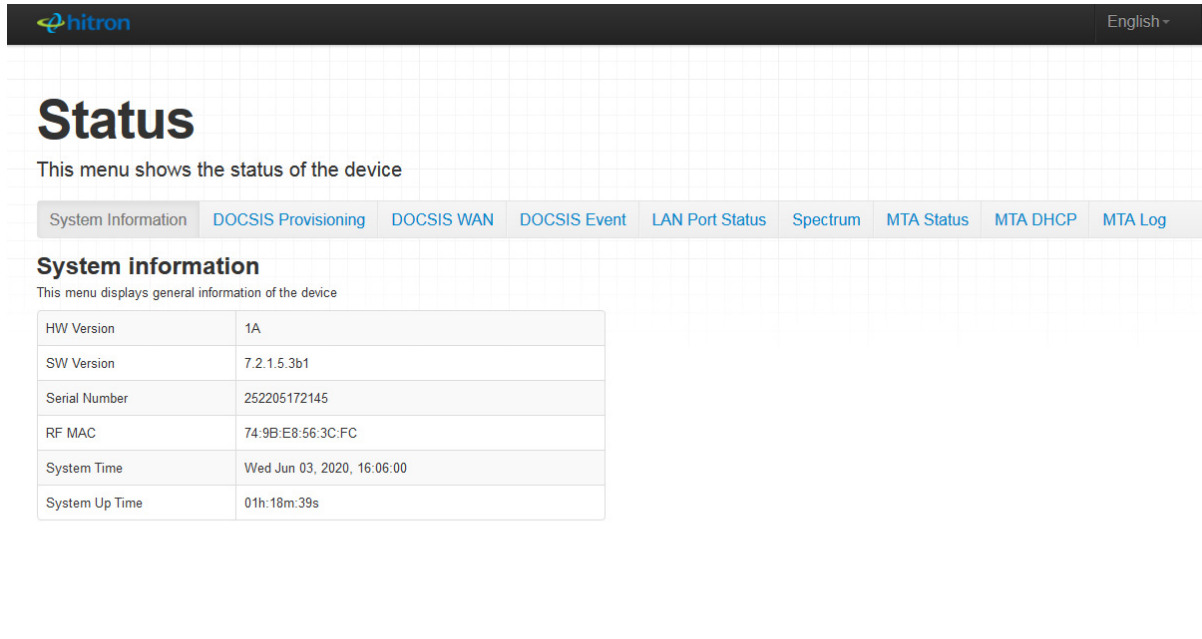 hitron English
Status
This menu shows the status of the device
System Information DOCSIS Provisioning DOCSIS WAN DOCSIS Event LAN Port Status Spectrum MTA Status MTA DHCP MTA Log
System information
This menu displays general information of the device
HW Version 1A
SW Version 7.2.1.5.3b1
Serial Number 252205172145
RF MAC 74:9B:E8:56:3C:FC
System Time Wed Jun 03, 2020, 16:06:00
System Up Time 01h:18m:39s